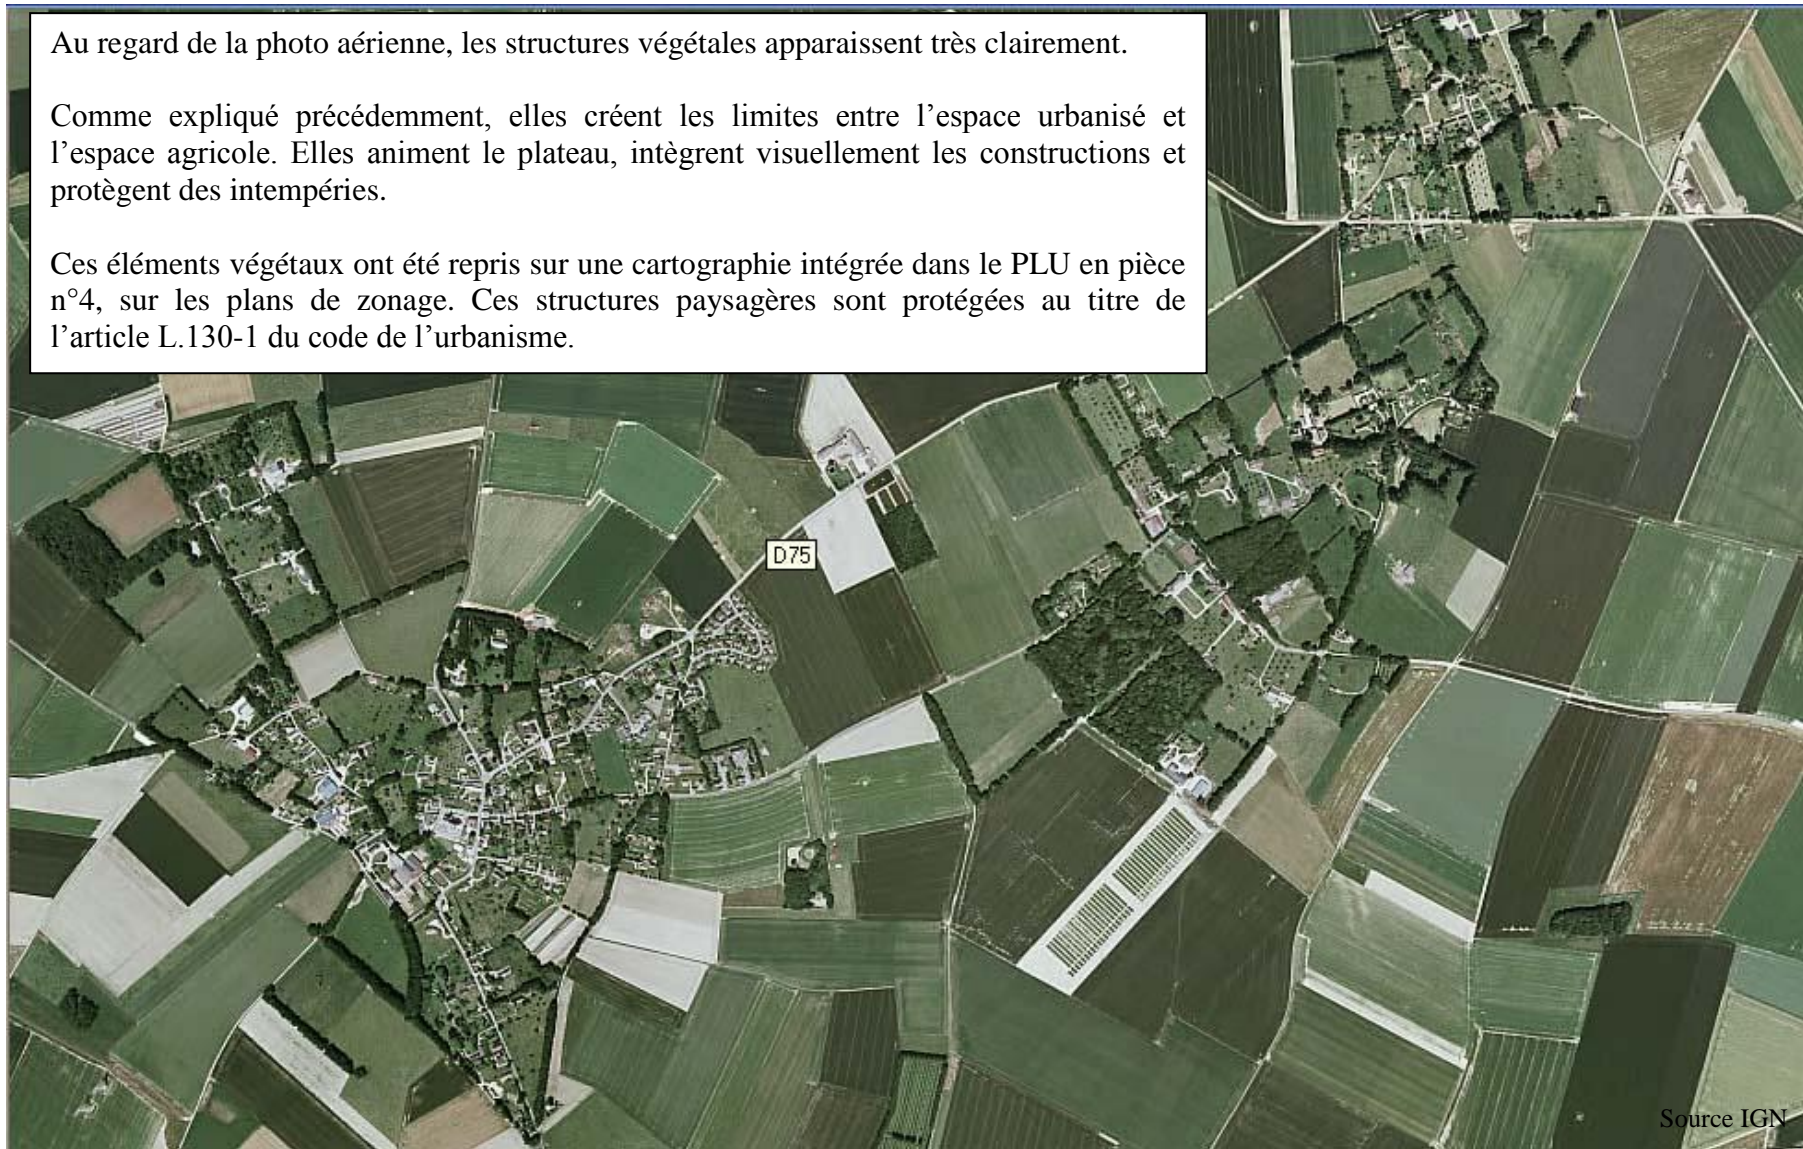 Au regard de la photo aérienne, les structures végétales apparaissent très clairement.
Comme expliqué précédemment, elles créent les limites entre l’espace urbanisé et
l’espace agricole. Elles animent le plateau, intègrent visuellement les constructions et
protègent des intempéries.
Ces éléments végétaux ont été repris sur une cartographie intégrée dans le PLU en pièce
n°4, sur les plans de zonage. Ces structures paysagères sont protégées au titre de
l’article L.130-1 du code de l’urbanisme.
D75
Source IGN